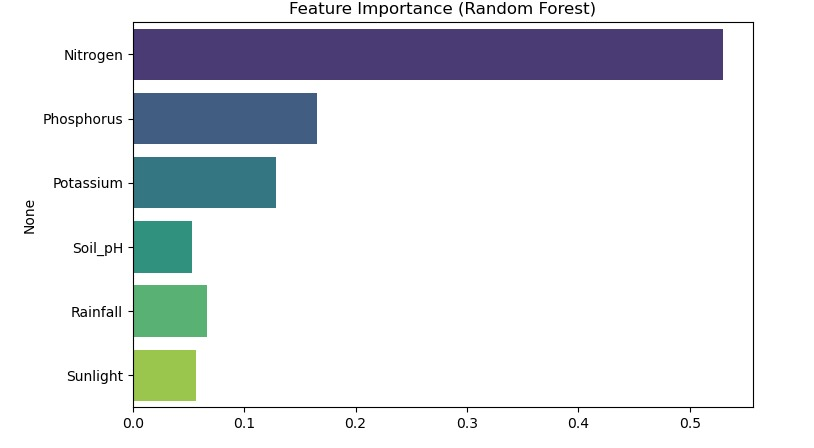 Feature Importance (Random Forest)
None
Nitrogen
Phosphorus
Potassium
Soil_pH
Rainfall
Sunlight
0.0 0.1 0.2 0.3 0.4 0.5